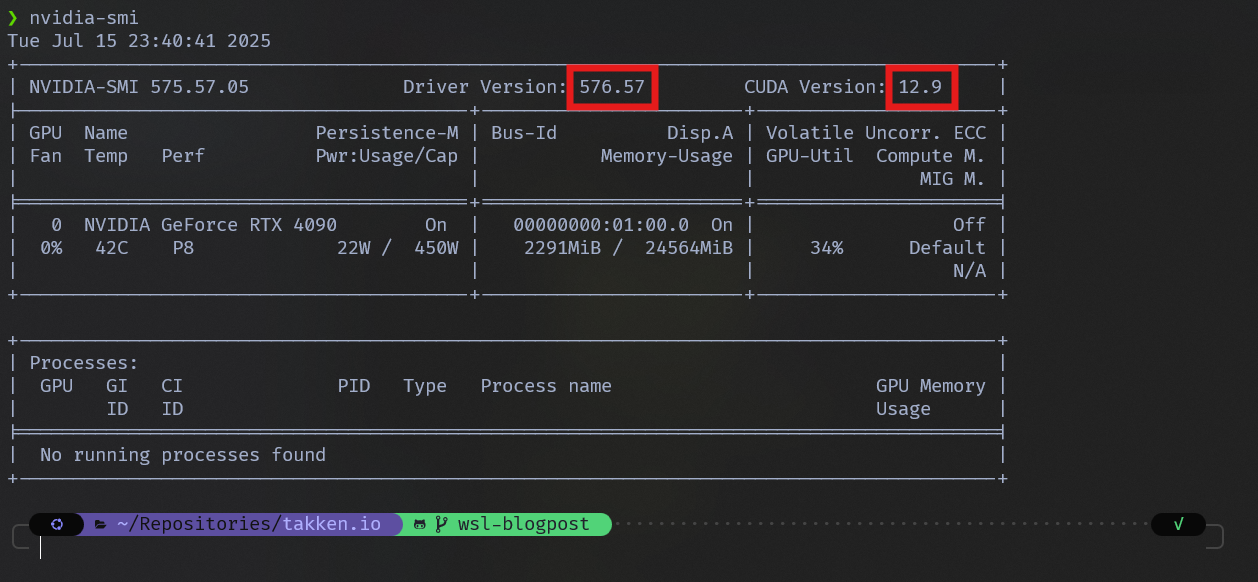 ❯ nvidia-smi
Tue Jul 15 23:40:41 2025
NVIDIA-SMI 575.57.05 Driver Version: 576.57 CUDA Version: 12.9
GPU Name Persistence-M | Bus-Id Disp.A | Volatile Uncorr. ECC
Fan Temp Perf Pwr:Usage/Cap | Memory-Usage | GPU-Util Compute M.
MIG M.
0 NVIDIA GeForce RTX 4090 On | 00000000:01:00.0 On | Off
0% 42C P8 22W / 450W | 2291MiB / 24564MiB | 34% Default
N/A
Processes:
GPU GI CI PID Type Process name GPU Memory
ID ID Usage
No running processes found
~/Repositories/takken.io wsl-blogpost √